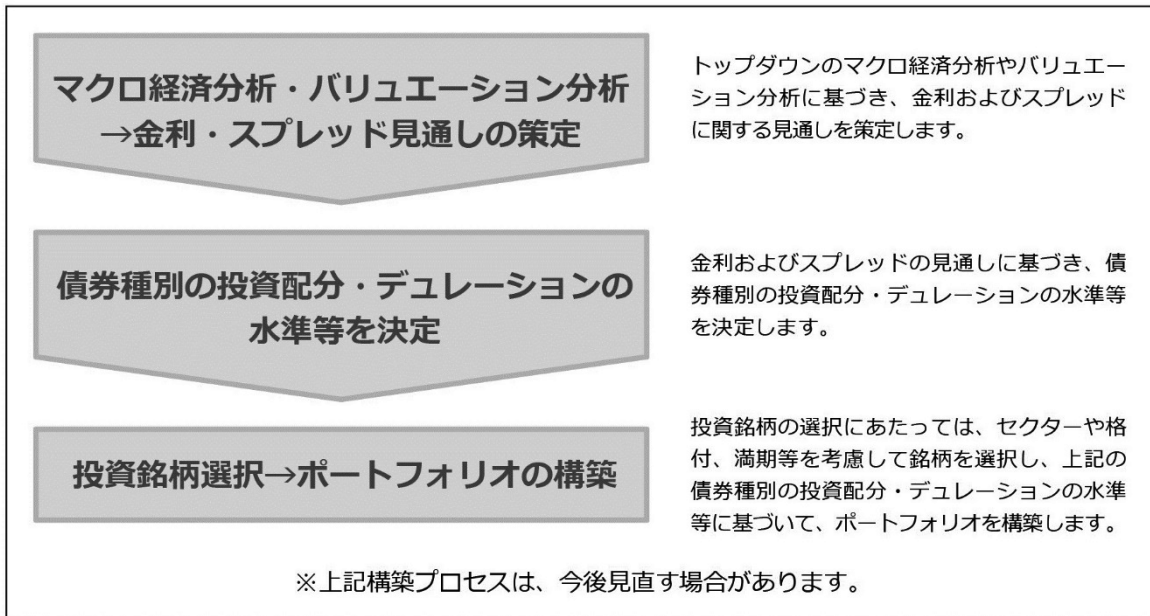 マクロ経済分析・バリュエーション分析
→金利・スプレッド見通しの策定
トップダウンのマクロ経済分析やバリュエー
ション分析に基づき、金利およびスプレッド
に関する見通しを策定します。
債券種別の投資配分・デュレーションの
水準等を決定
金利およびスプレッドの見通しに基づき、債
券種別の投資配分・デュレーションの水準等
を決定します。
投資銘柄選択→ポートフォリオの構築
投資銘柄の選択にあたっては、セクターや格
付、満期等を考慮して銘柄を選択し、上記の
債券種別の投資配分・デュレーションの水準
等に基づいて、ポートフォリオを構築します。
※上記構築プロセスは、今後見直す場合があります。